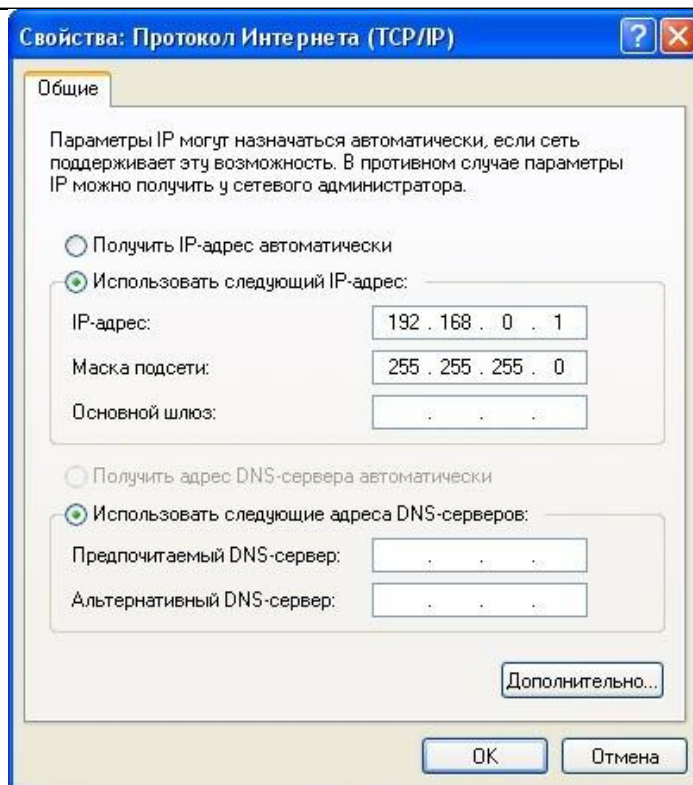 Свойства: Протокол Интернета (TCP/IP)
Общие
Параметры IP могут назначаться автоматически, если сеть
поддерживает эту возможность. В противном случае параметры
IP можно получить у сетевого администратора.
Получить IP-адрес автоматически
Использовать следующий IP-адрес:
IP-адрес: 192 . 168 . 0 . 1
Маска подсети: 255 . 255 . 255 . 0
Основной шлюз: . . .
Получить адрес DNS-сервера автоматически
Использовать следующие адреса DNS-серверов:
Предпочитаемый DNS-сервер: . . .
Альтернативный DNS-сервер: . . .
Дополнительно...
OK Отмена